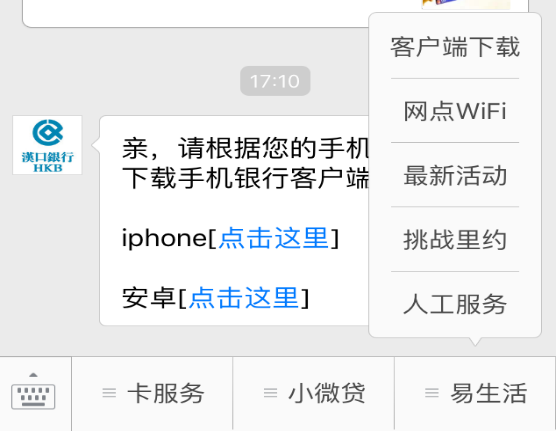 17:10
漢口銀行
HKB
亲，请根据您的手机
下载手机银行客户端
iphone[点击这里]
安卓[点击这里]
客户端下载
网点WiFi
最新活动
挑战里约
人工服务
卡服务
小微贷
易生活